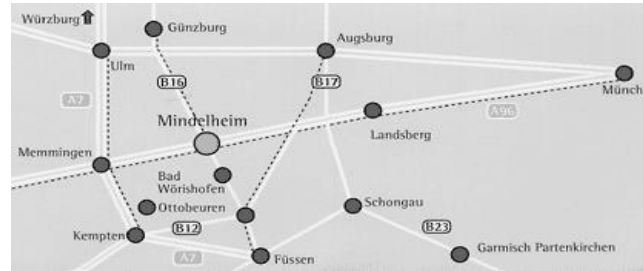 Würzburg
Günzburg
Augsburg
Ulm
B16
B17
Münch
A7
Mindelheim
A96
Landsberg
Memmingen
Bad
Wörishofen
Ottobeuren
Schongau
Kempten
B12
B23
A7
Füssen
Garmisch Partenkirchen